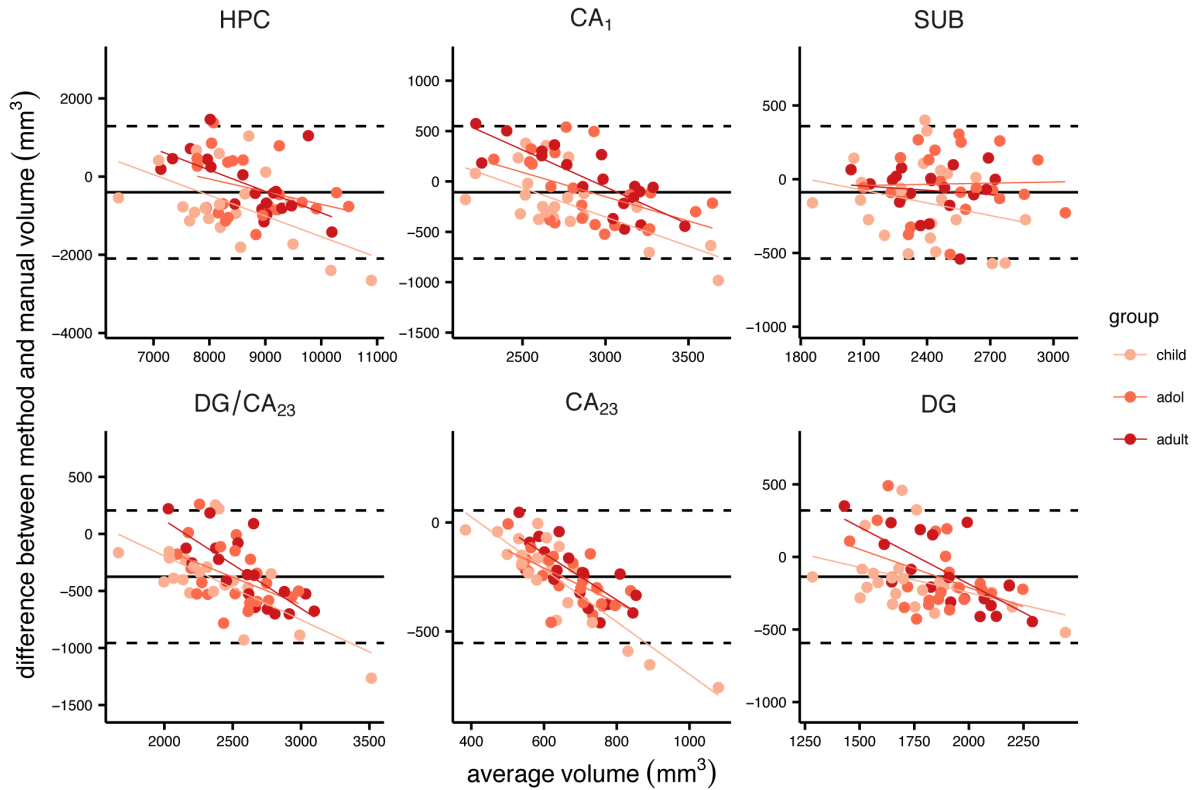 HPC CA₁ SUB
difference between method and manual volume (mm³)
2000
0
−2000
−4000
7000 8000 9000 10000 11000
1000
500
0
−500
−1000
−1500
2500 3000 3500
500
0
−500
−1000
1800 2100 2400 2700 3000
group
child
adol
adult
DG/CA₂₃ CA₂₃ DG
500
0
−500
−1000
−1500
2000 2500 3000 3500
0
−500
400 600 800 1000
500
0
−500
−1000
1250 1500 1750 2000 2250
average volume (mm³)